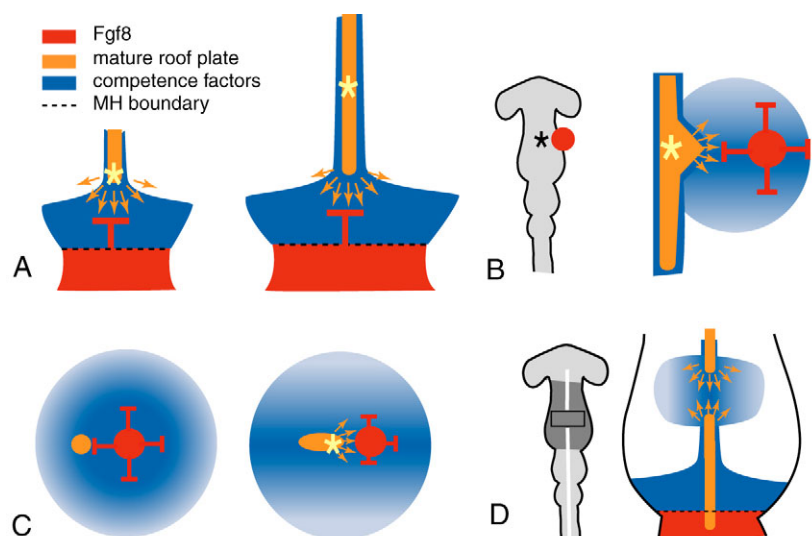 Fgf8
mature roof plate
competence factors
MH boundary
A
B
C
D